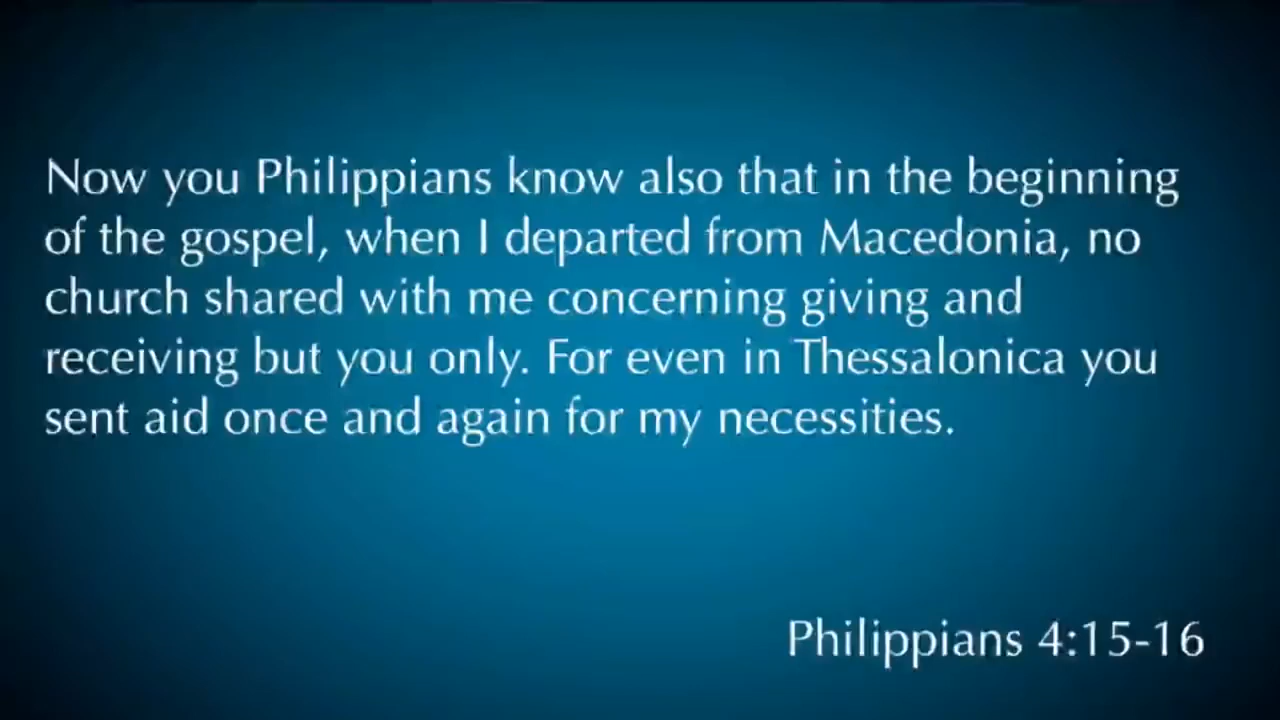 Now you Philippians know also that in the beginning
of the gospel, when I departed from Macedonia, no
church shared with me concerning giving and
receiving but you only. For even in Thessalonica you
sent aid once and again for my necessities.
Philippians 4:15-16